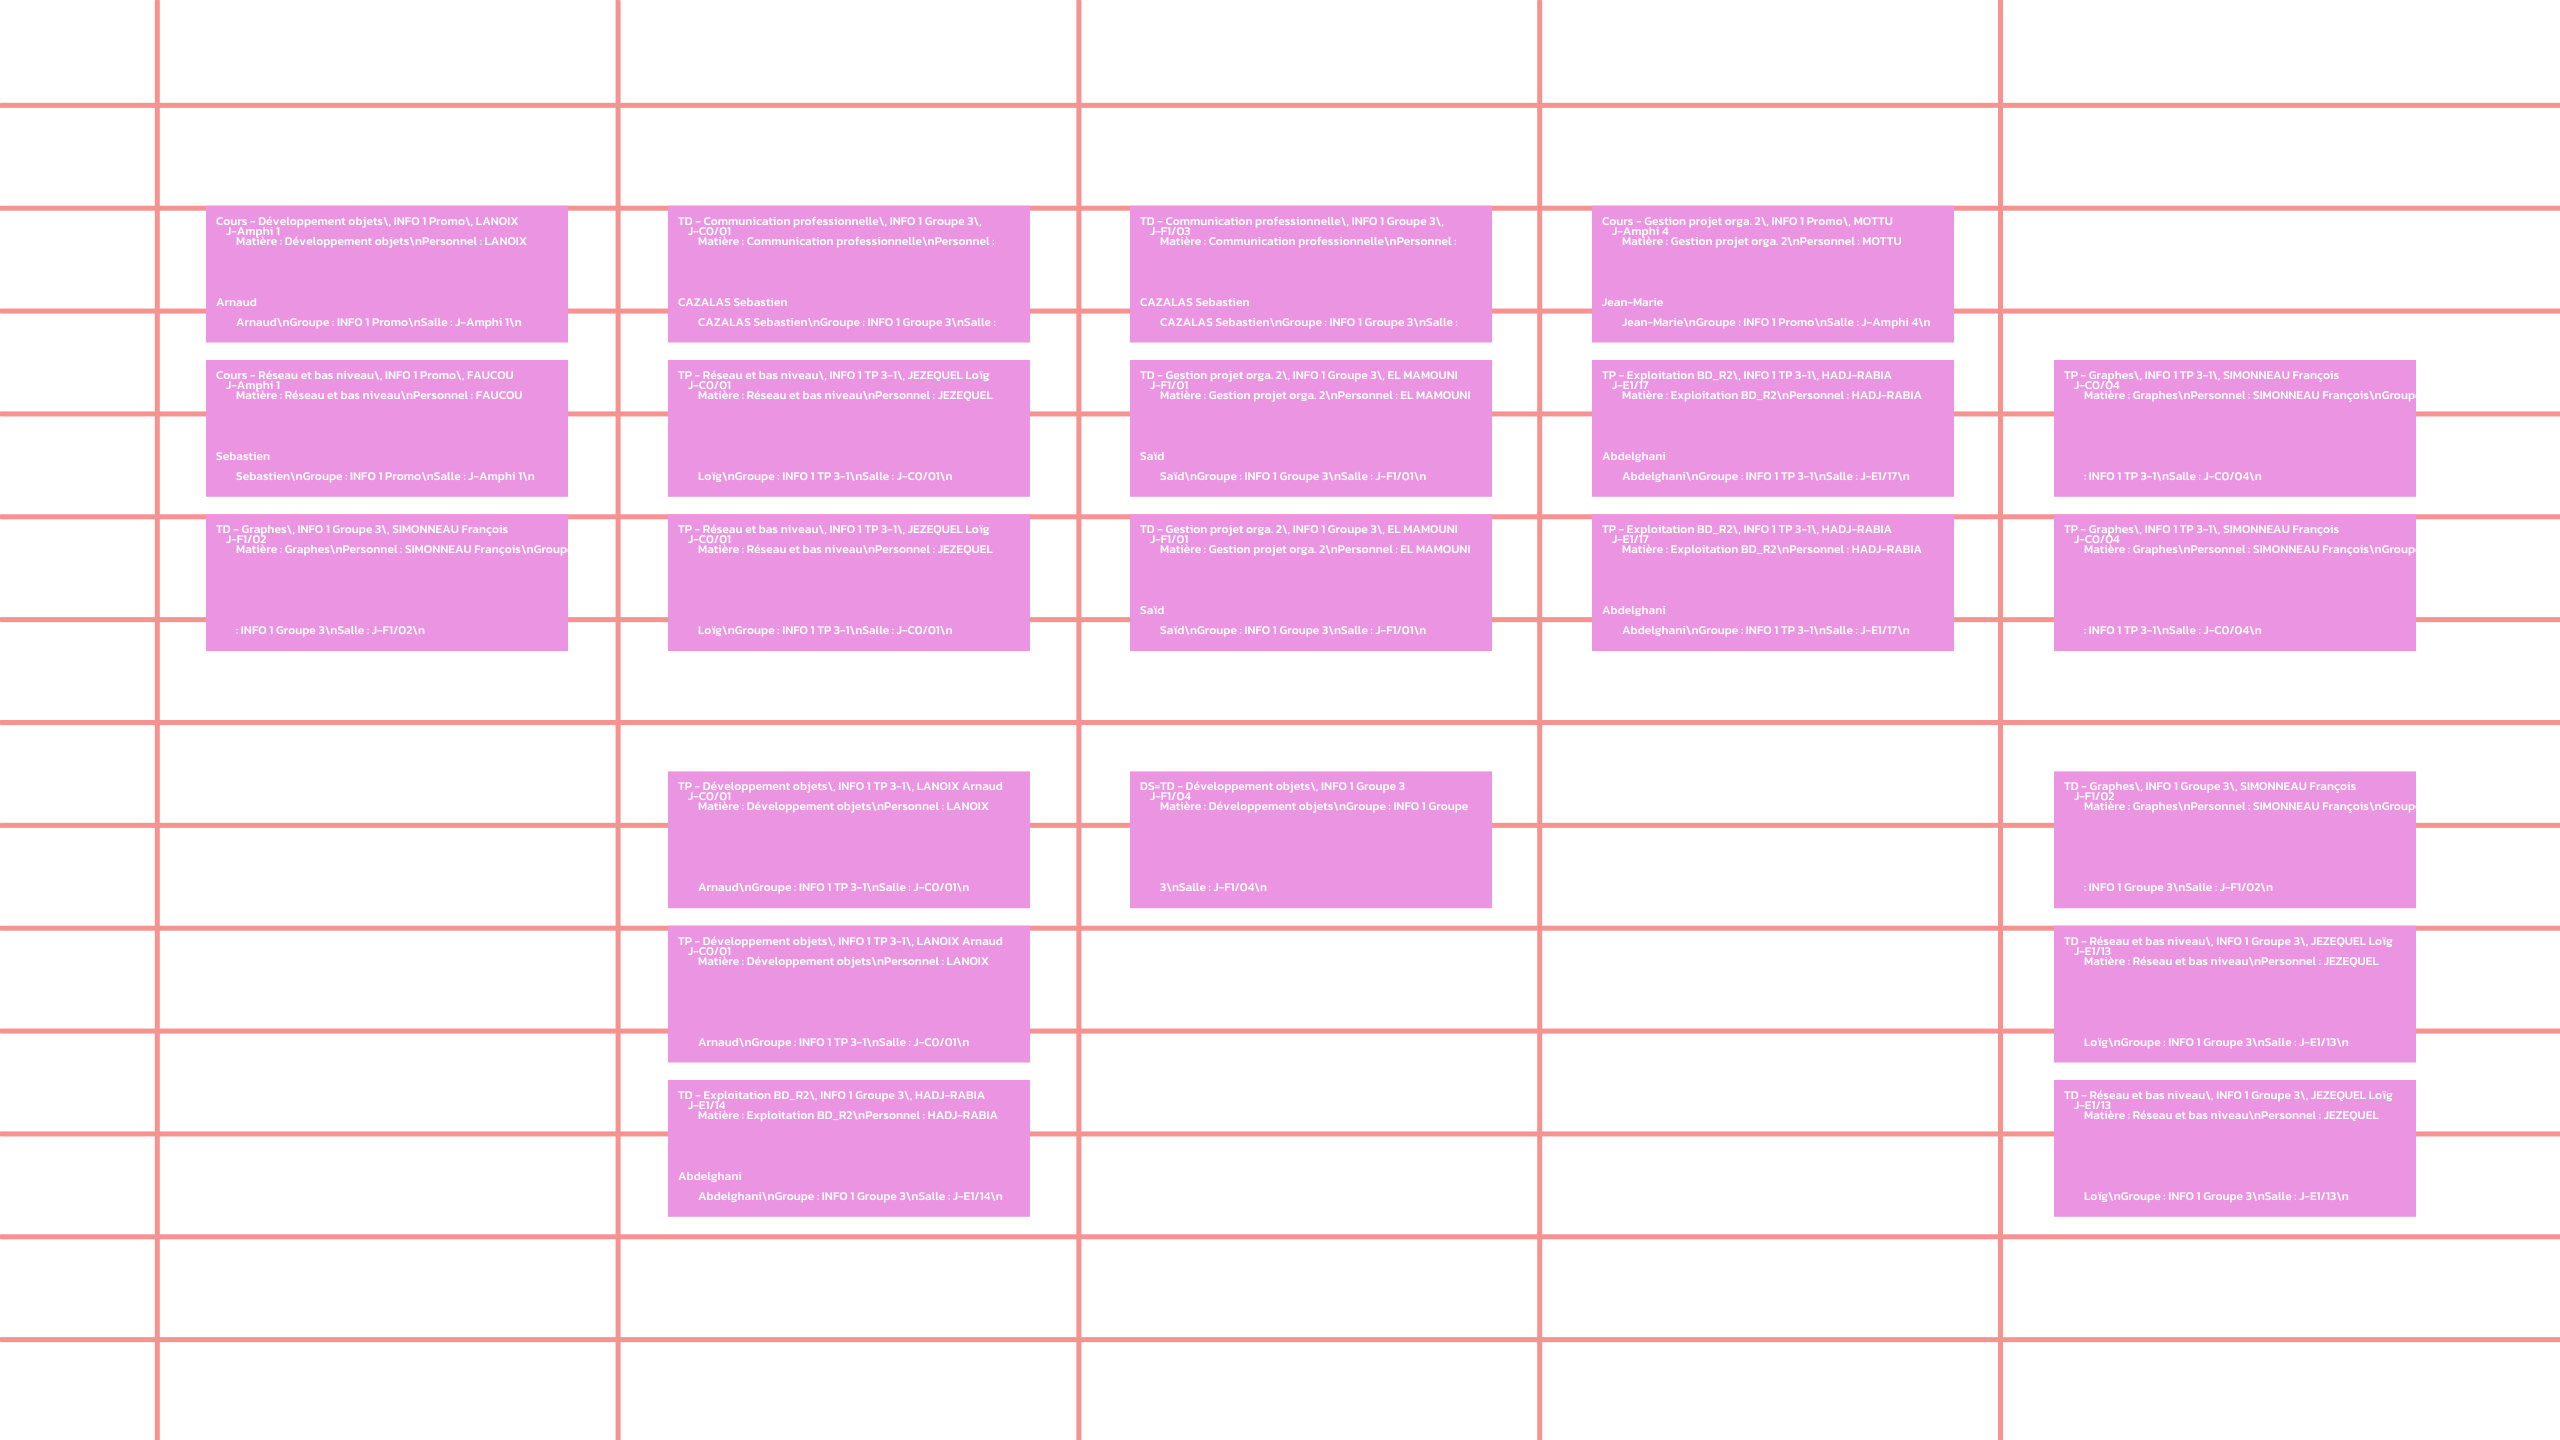 Cours - Développement objets\, INFO 1 Promo\, LANOIX
J-Amphi 1
Matière : Développement objets\nPersonnel : LANOIX
Arnaud
Arnaud\nGroupe : INFO 1 Promo\nSalle : J-Amphi 1\n
TD - Communication professionnelle\, INFO 1 Groupe 3\,
J-C0/01
Matière : Communication professionnelle\nPersonnel :
CAZALAS Sebastien
CAZALAS Sebastien\nGroupe : INFO 1 Groupe 3\nSalle :
TD - Communication professionnelle\, INFO 1 Groupe 3\,
J-F1/03
Matière : Communication professionnelle\nPersonnel :
CAZALAS Sebastien
CAZALAS Sebastien\nGroupe : INFO 1 Groupe 3\nSalle :
Cours - Gestion projet orga. 2\, INFO 1 Promo\, MOTTU
J-Amphi 4
Matière : Gestion projet orga. 2\nPersonnel : MOTTU
Jean-Marie
Jean-Marie\nGroupe : INFO 1 Promo\nSalle : J-Amphi 4\n
Cours - Réseau et bas niveau\, INFO 1 Promo\, FAUCOU
J-Amphi 1
Matière : Réseau et bas niveau\nPersonnel : FAUCOU
Sebastien
Sebastien\nGroupe : INFO 1 Promo\nSalle : J-Amphi 1\n
TP - Réseau et bas niveau\, INFO 1 TP 3-1\, JEZEQUEL Loïg
J-C0/01
Matière : Réseau et bas niveau\nPersonnel : JEZEQUEL
Loïg\nGroupe : INFO 1 TP 3-1\nSalle : J-C0/01\n
TD - Gestion projet orga. 2\, INFO 1 Groupe 3\, EL MAMOUNI
J-F1/01
Matière : Gestion projet orga. 2\nPersonnel : EL MAMOUNI
Saïd
Saïd\nGroupe : INFO 1 Groupe 3\nSalle : J-F1/01\n
TP - Exploitation BD_R2\, INFO 1 TP 3-1\, HADJ-RABIA
J-E1/17
Matière : Exploitation BD_R2\nPersonnel : HADJ-RABIA
Abdelghani
Abdelghani\nGroupe : INFO 1 TP 3-1\nSalle : J-E1/17\n
TP - Graphes\, INFO 1 TP 3-1\, SIMONNEAU François
J-C0/04
Matière : Graphes\nPersonnel : SIMONNEAU François\nGroup
: INFO 1 TP 3-1\nSalle : J-C0/04\n
TD - Graphes\, INFO 1 Groupe 3\, SIMONNEAU François
J-F1/02
Matière : Graphes\nPersonnel : SIMONNEAU François\nGroup
: INFO 1 Groupe 3\nSalle : J-F1/02\n
TP - Réseau et bas niveau\, INFO 1 TP 3-1\, JEZEQUEL Loïg
J-C0/01
Matière : Réseau et bas niveau\nPersonnel : JEZEQUEL
Loïg\nGroupe : INFO 1 TP 3-1\nSalle : J-C0/01\n
TD - Gestion projet orga. 2\, INFO 1 Groupe 3\, EL MAMOUNI
J-F1/01
Matière : Gestion projet orga. 2\nPersonnel : EL MAMOUNI
Saïd
Saïd\nGroupe : INFO 1 Groupe 3\nSalle : J-F1/01\n
TP - Exploitation BD_R2\, INFO 1 TP 3-1\, HADJ-RABIA
J-E1/17
Matière : Exploitation BD_R2\nPersonnel : HADJ-RABIA
Abdelghani
Abdelghani\nGroupe : INFO 1 TP 3-1\nSalle : J-E1/17\n
TP - Graphes\, INFO 1 TP 3-1\, SIMONNEAU François
J-C0/04
Matière : Graphes\nPersonnel : SIMONNEAU François\nGroup
: INFO 1 TP 3-1\nSalle : J-C0/04\n
TP - Développement objets\, INFO 1 TP 3-1\, LANOIX Arnaud
J-C0/01
Matière : Développement objets\nPersonnel : LANOIX
Arnaud\nGroupe : INFO 1 TP 3-1\nSalle : J-C0/01\n
DS=TD - Développement objets\, INFO 1 Groupe 3
J-F1/04
Matière : Développement objets\nGroupe : INFO 1 Groupe
3\nSalle : J-F1/04\n
TD - Graphes\, INFO 1 Groupe 3\, SIMONNEAU François
J-F1/02
Matière : Graphes\nPersonnel : SIMONNEAU François\nGroup
: INFO 1 Groupe 3\nSalle : J-F1/02\n
TP - Développement objets\, INFO 1 TP 3-1\, LANOIX Arnaud
J-C0/01
Matière : Développement objets\nPersonnel : LANOIX
Arnaud\nGroupe : INFO 1 TP 3-1\nSalle : J-C0/01\n
TD - Réseau et bas niveau\, INFO 1 Groupe 3\, JEZEQUEL Loïg
J-E1/13
Matière : Réseau et bas niveau\nPersonnel : JEZEQUEL
Loïg\nGroupe : INFO 1 Groupe 3\nSalle : J-E1/13\n
TD - Exploitation BD_R2\, INFO 1 Groupe 3\, HADJ-RABIA
J-E1/14
Matière : Exploitation BD_R2\nPersonnel : HADJ-RABIA
Abdelghani
Abdelghani\nGroupe : INFO 1 Groupe 3\nSalle : J-E1/14\n
TD - Réseau et bas niveau\, INFO 1 Groupe 3\, JEZEQUEL Loïg
J-E1/13
Matière : Réseau et bas niveau\nPersonnel : JEZEQUEL
Loïg\nGroupe : INFO 1 Groupe 3\nSalle : J-E1/13\n